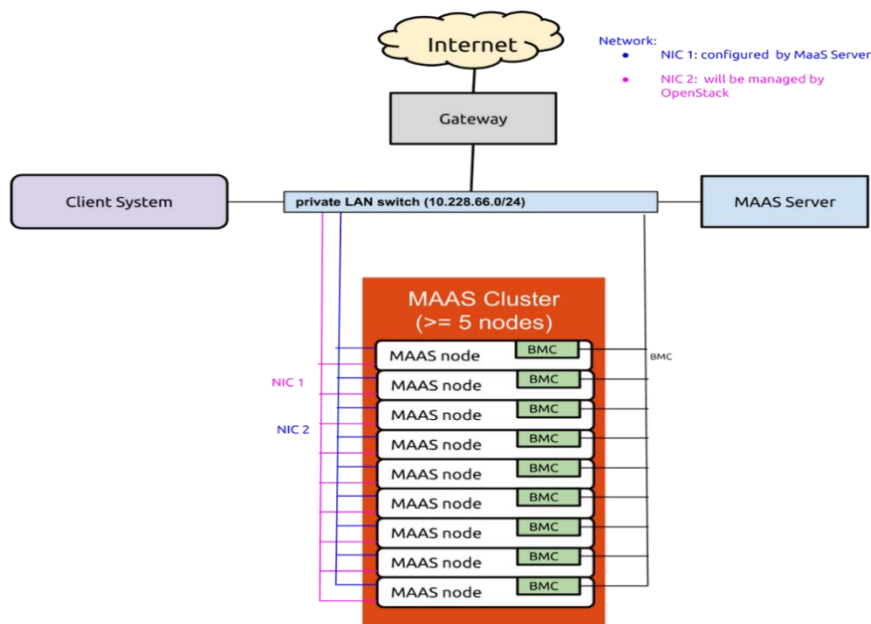 Internet
Network:
● NIC 1: configured by MaaS Server
● NIC 2: will be managed by
OpenStack
Gateway
Client System
private LAN switch (10.228.66.0/24)
MAAS Server
MAAS Cluster
(>= 5 nodes)
MAAS node BMC
BMC
NIC 1
MAAS node BMC
MAAS node BMC
NIC 2
MAAS node BMC
MAAS node BMC
MAAS node BMC
MAAS node BMC
MAAS node BMC
MAAS node BMC